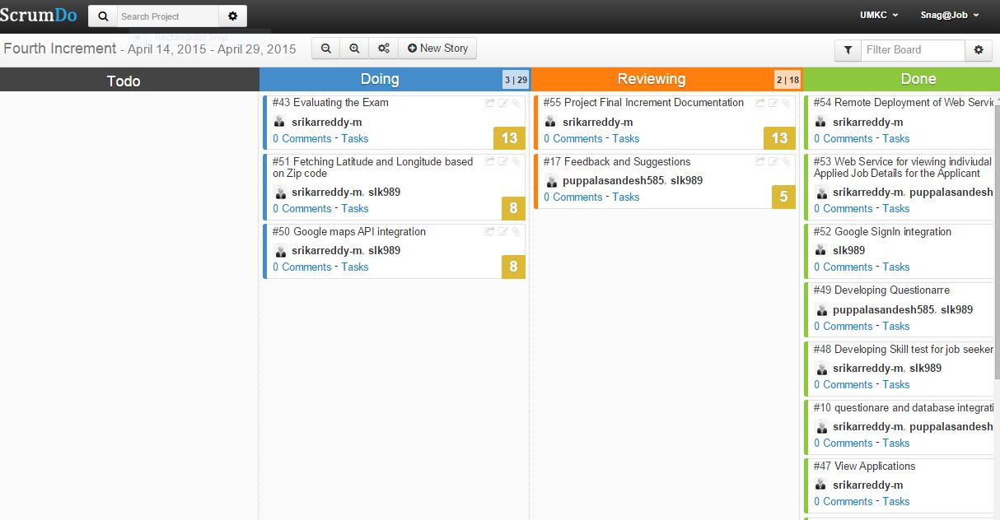 ScrumDo
Search Project
UMKC
Snag@Job
Rectangular Snip
Fourth Increment - April 14, 2015 - April 29, 2015
New Story
Filter Board
Todo
Doing
3 | 29
#43 Evaluating the Exam
srikarreddy-m
0 Comments - Tasks
13
#51 Fetching Latitude and Longitude based
on Zip code
srikarreddy-m, slk989
0 Comments - Tasks
8
#50 Google maps API integration
srikarreddy-m, slk989
0 Comments - Tasks
8
Reviewing
2 | 18
#55 Project Final Increment Documentation
srikarreddy-m
0 Comments - Tasks
13
#17 Feedback and Suggestions
puppalasandesh585, slk989
0 Comments - Tasks
5
Done
#54 Remote Deployment of Web Servic
srikarreddy-m
0 Comments - Tasks
#53 Web Service for viewing indiviudal
Applied Job Details for the Applicant
srikarreddy-m, puppalasandesh
0 Comments - Tasks
#52 Google SignIn integration
slk989
0 Comments - Tasks
#49 Developing Questionarre
puppalasandesh585, slk989
0 Comments - Tasks
#48 Developing Skill test for job seeker
srikarreddy-m, slk989
0 Comments - Tasks
#10 questionare and database integrati
srikarreddy-m, puppalasandesh
0 Comments - Tasks
#47 View Applications
srikarreddy-m
0 Comments - Tasks